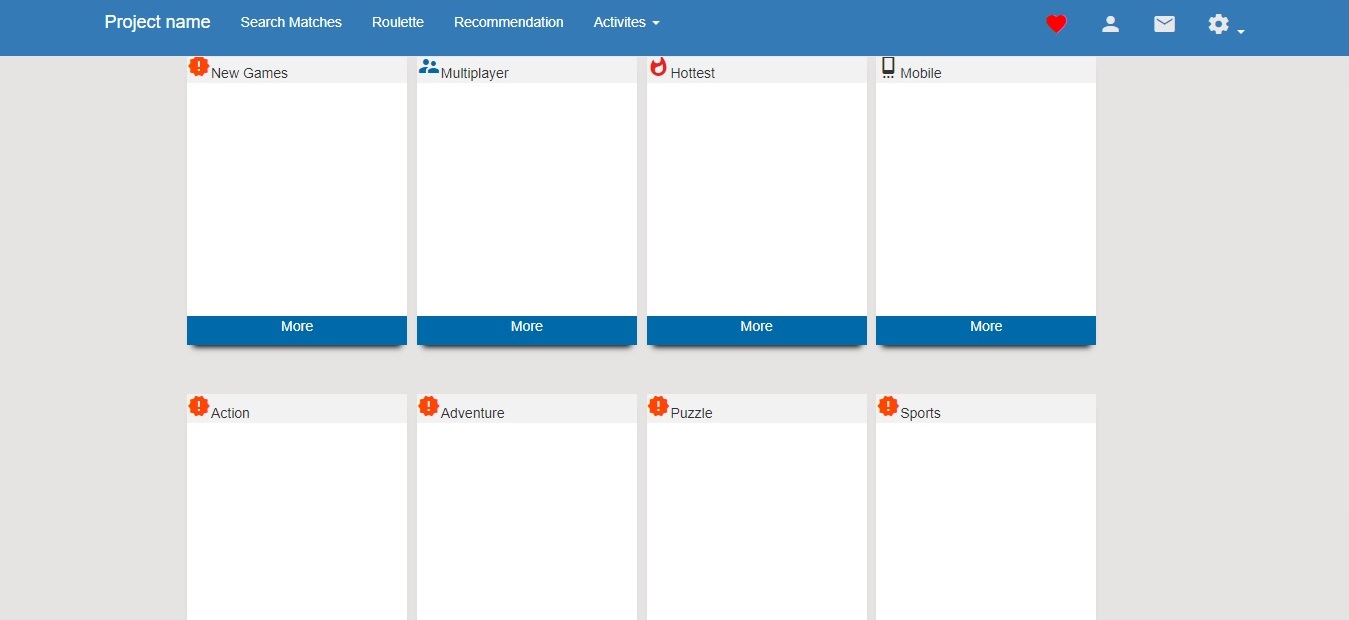 Project name Search Matches Roulette Recommendation Activites
New Games Multiplayer Hottest Mobile
More More More More
Action Adventure Puzzle Sports